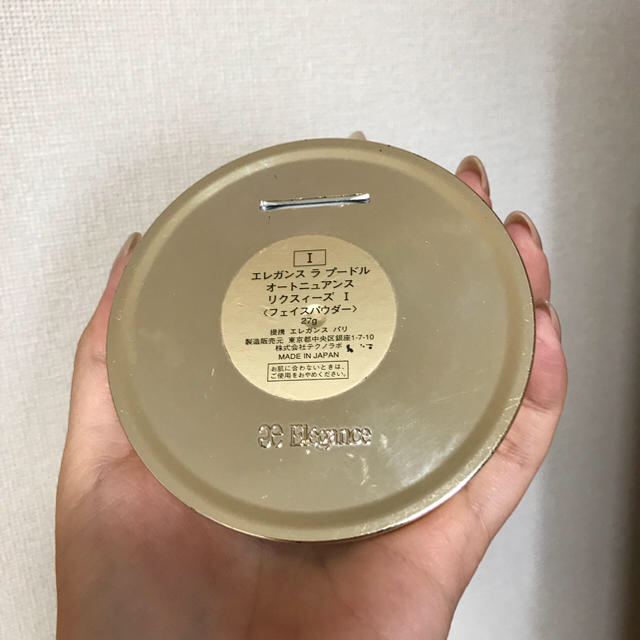 I
エレガンス ラ プードル
オートニュアンス
リクスィーズ I
〈フェイスパウダー〉
27g
提携 エレガンス パリ
製造販売元 東京都中央区銀座1-7-10
株式会社テクノラボ
MADE IN JAPAN
お肌に合わないときは、
ご使用をおやめください。
Elegance